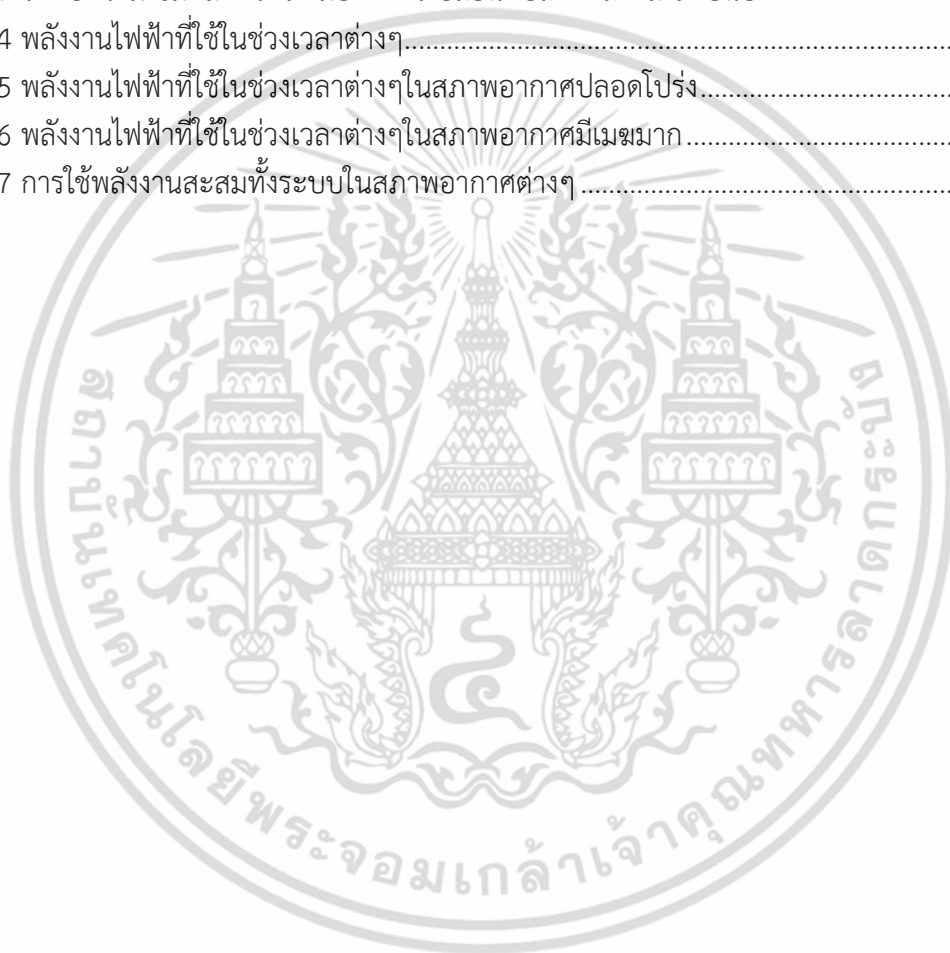 4 พลังงานไฟฟ้าที่ใช้ในช่วงเวลาต่างๆ
5 พลังงานไฟฟ้าที่ใช้ในช่วงเวลาต่างๆในสภาพอากาศปลอดโปร่ง
6 พลังงานไฟฟ้าที่ใช้ในช่วงเวลาต่างๆในสภาพอากาศมีเมฆมาก
7 การใช้พลังงานสะสมทั้งระบบในสภาพอากาศต่างๆ
สถาบันเทคโนโลยีพระจอมเกล้าเจ้าคุณทหารลาดกระบัง